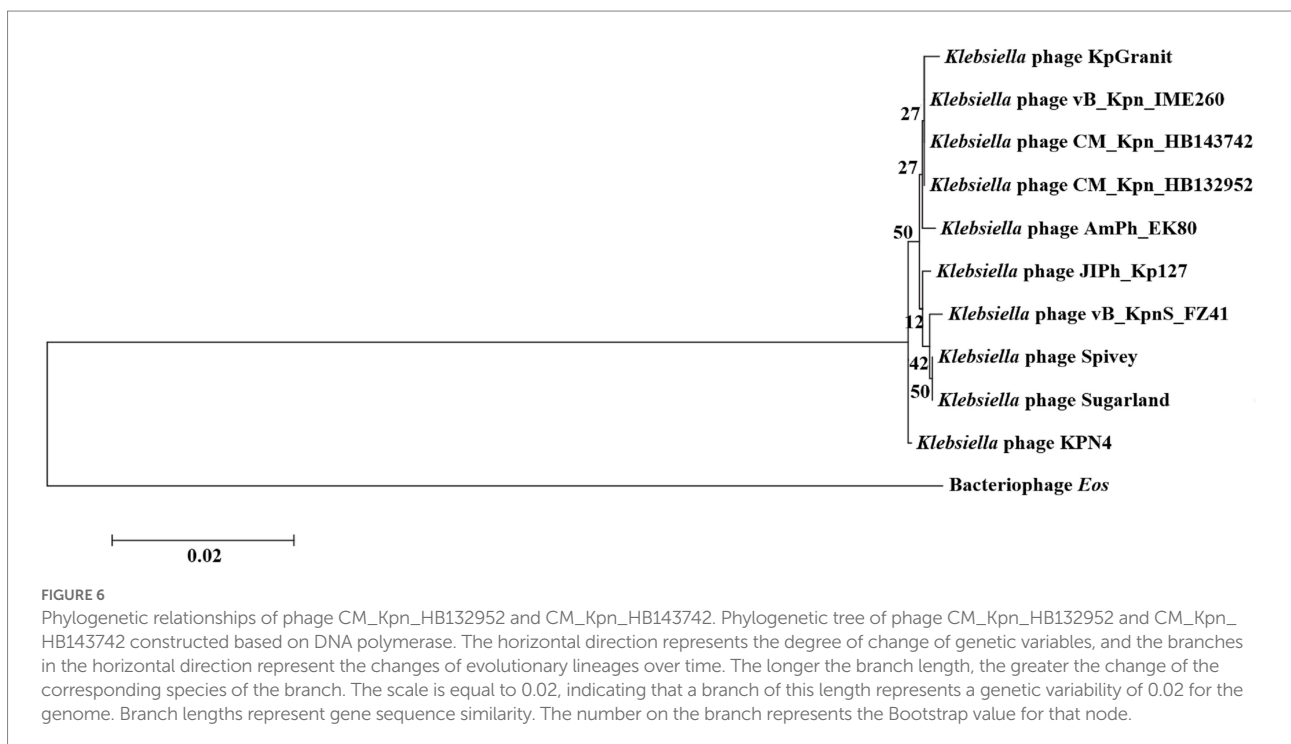 Klebsiella phage KpGranit
Klebsiella phage vB_Kpn_IME260
27
Klebsiella phage CM_Kpn_HB143742
27
Klebsiella phage CM_Kpn_HB132952
Klebsiella phage AmPh_EK80
50
Klebsiella phage JIPh_Kp127
Klebsiella phage vB_KpnS_FZ41
12
Klebsiella phage Spivey
42
50
Klebsiella phage Sugarland
Klebsiella phage KPN4
Bacteriophage Eos
0.02
FIGURE 6
Phylogenetic relationships of phage CM_Kpn_HB132952 and CM_Kpn_HB143742. Phylogenetic tree of phage CM_Kpn_HB132952 and CM_Kpn_
HB143742 constructed based on DNA polymerase. The horizontal direction represents the degree of change of genetic variables, and the branches
in the horizontal direction represent the changes of evolutionary lineages over time. The longer the branch length, the greater the change of the
corresponding species of the branch. The scale is equal to 0.02, indicating that a branch of this length represents a genetic variability of 0.02 for the
genome. Branch lengths represent gene sequence similarity. The number on the branch represents the Bootstrap value for that node.